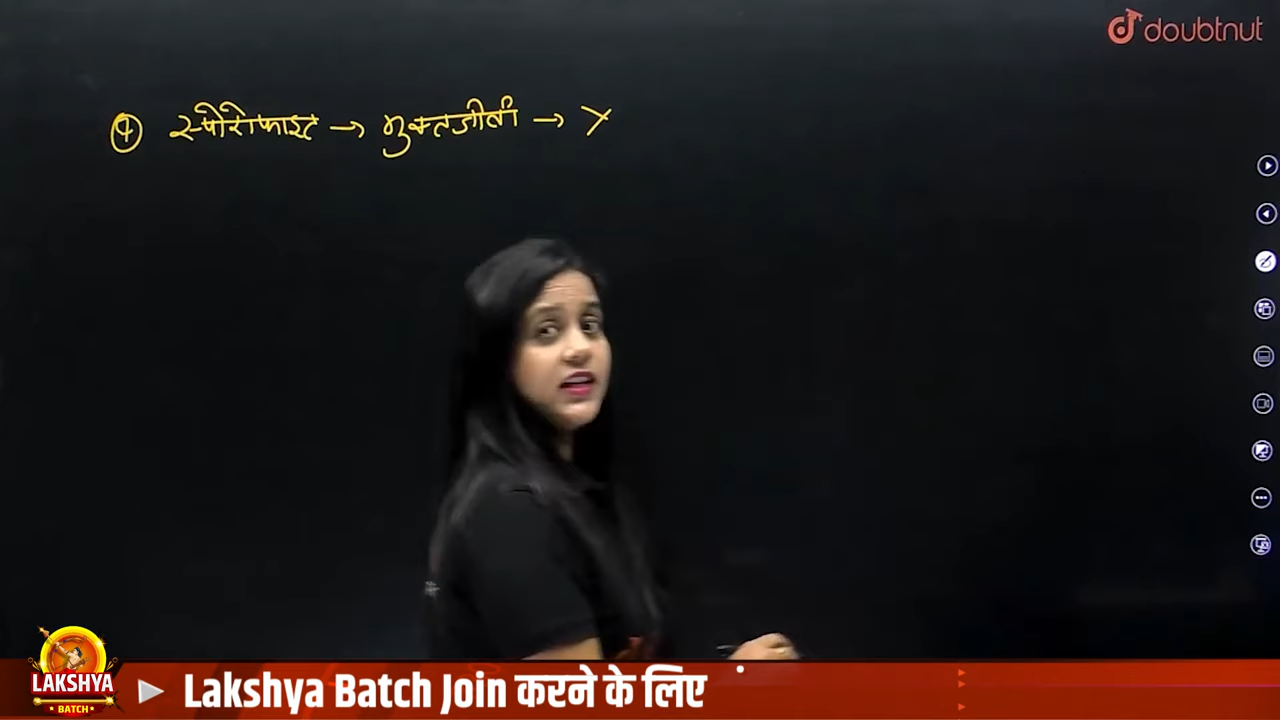 doubtnut
④ स्पोरोफाइट → मुक्तजीवी → X
LAKSHYA
BATCH
Lakshya Batch Join करने के लिए